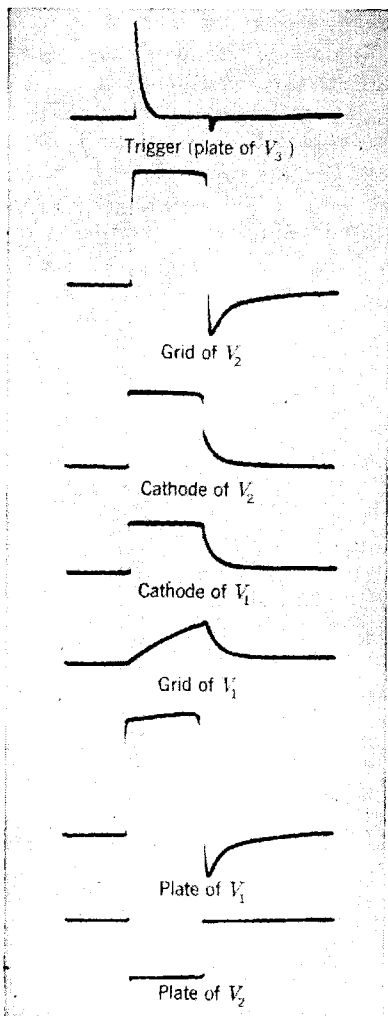 Trigger (plate of V₃)
Grid of V₂
Cathode of V₂
Cathode of V₁
Grid of V₁
Plate of V₁
Plate of V₂